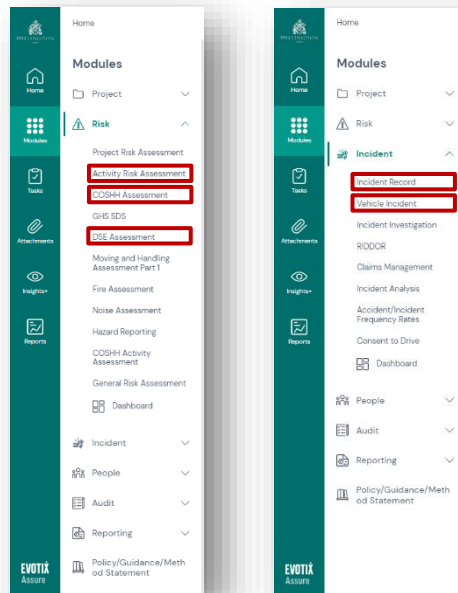 Home
Modules
Home
Project
Modules
Risk
Project Risk Assessment
Activity Risk Assessment
Tasks
COSHH Assessment
GHS SDS
Attachments
DSE Assessment
Moving and Handling
Assessment Part 1
Insights+
Fire Assessment
Noise Assessment
Reports
Hazard Reporting
COSHH Activity
Assessment
General Risk Assessment
Dashboard
Incident
People
Audit
Reporting
Policy/Guidance/Meth
od Statement
EVOTIX
Assure
Home
Modules
Home
Project
Modules
Risk
Incident
Tasks
Incident Record
Vehicle Incident
Attachments
Incident Investigation
RIDDOR
Insights+
Claims Management
Incident Analysis
Reports
Accident/Incident
Frequency Rates
Consent to Drive
Dashboard
People
Audit
Reporting
Policy/Guidance/Meth
od Statement
EVOTIX
Assure